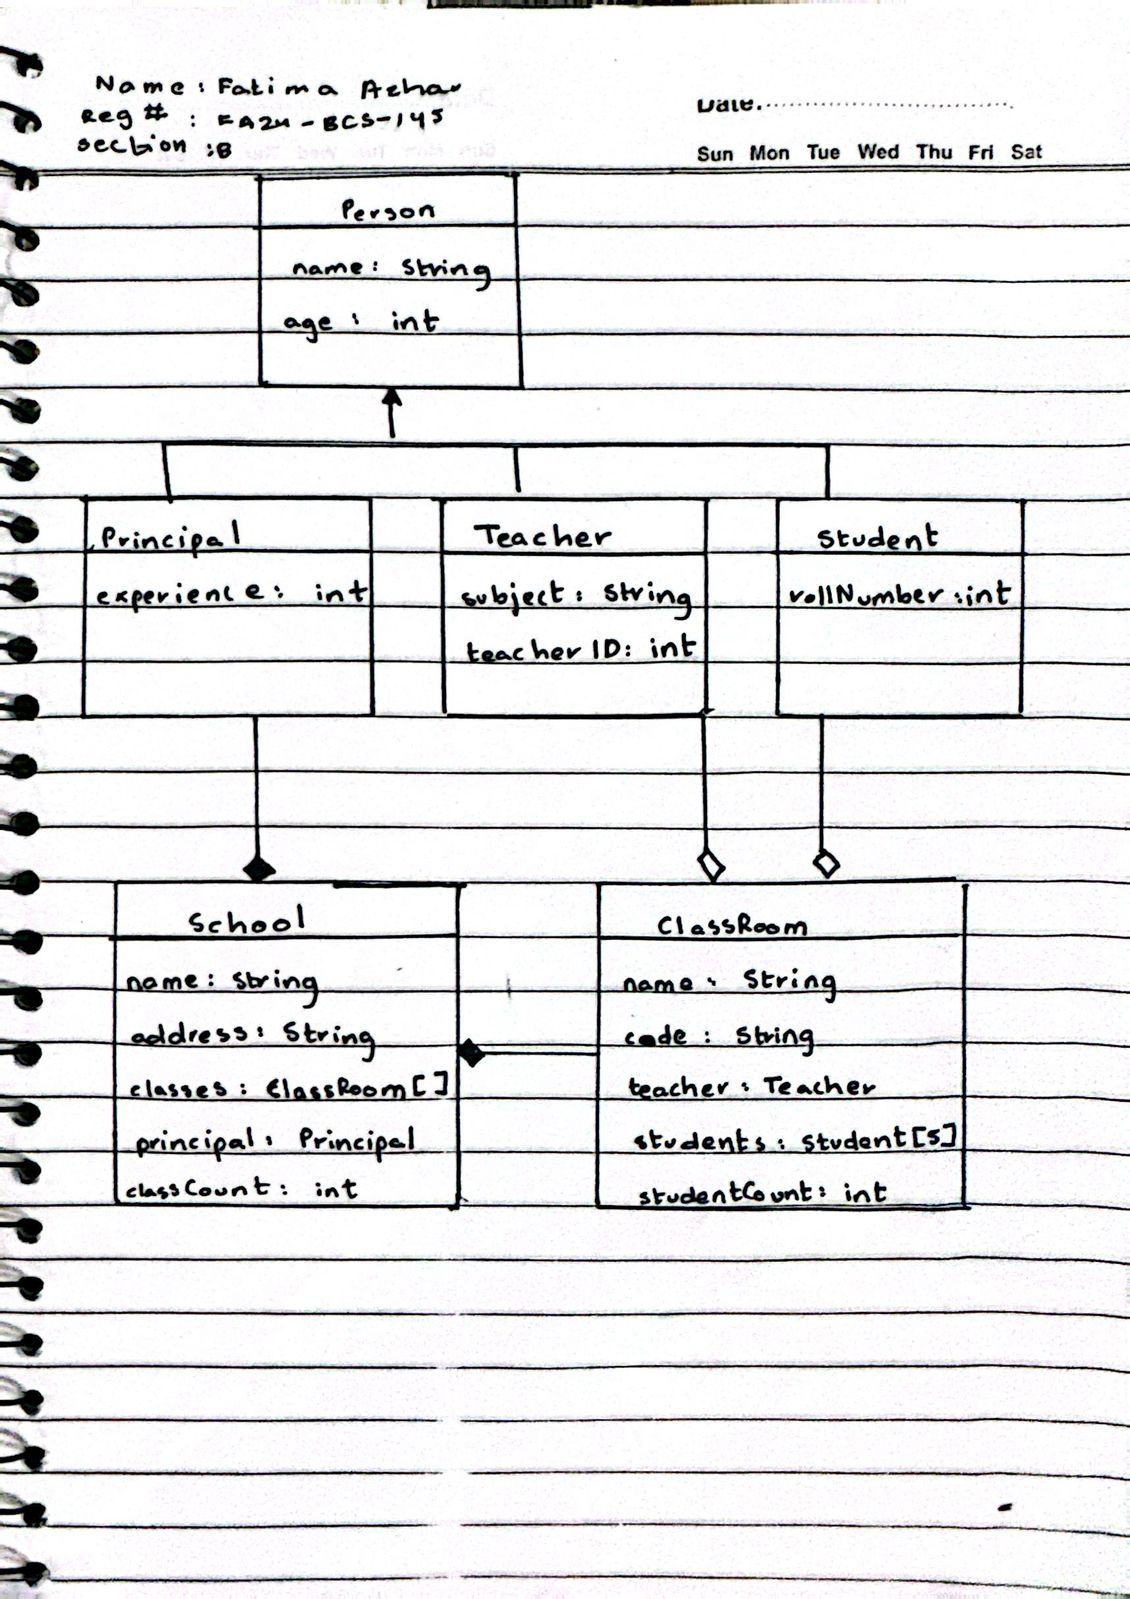 Name: Fatima Azhar
Reg # : FA24-BCS-145
Section :B
Date.
Sun Mon Tue Wed Thu Fri Sat
Person
name: String
age: int
Principal
experience: int
Teacher
subject: String
teacher ID: int
Student
rollNumber :int
School
name: String
address: String
classes: ClassRoom[]
principal: Principal
classCount: int
ClassRoom
name: String
code: String
teacher: Teacher
students: Student[5]
studentCount: int